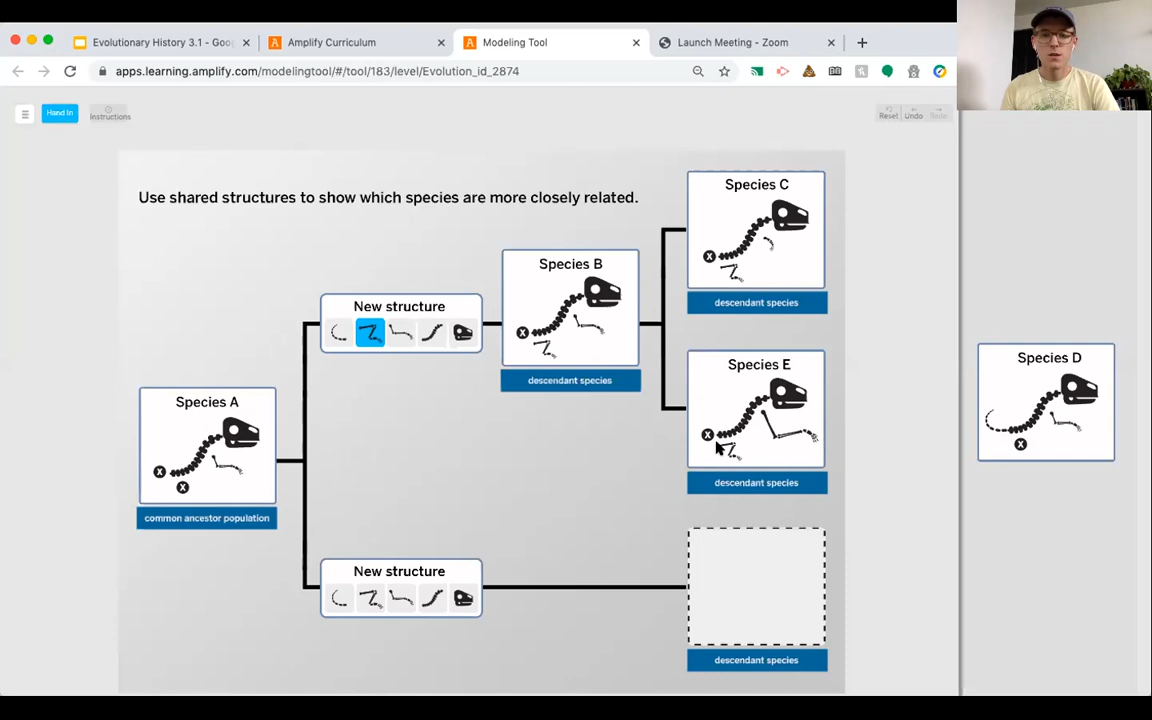 Evolutionary History 3.1 - Goo
Amplify Curriculum
Modeling Tool
Launch Meeting - Zoom
apps.learning.amplify.com/modelingtool/#/tool/183/level/Evolution_id_2874
Hand In
Instructions
Reset
Undo
Redo
Use shared structures to show which species are more closely related.
Species C
X
descendant species
Species B
X
descendant species
New structure
Species E
X
descendant species
Species D
X
Species A
X
X
common ancestor population
New structure
descendant species